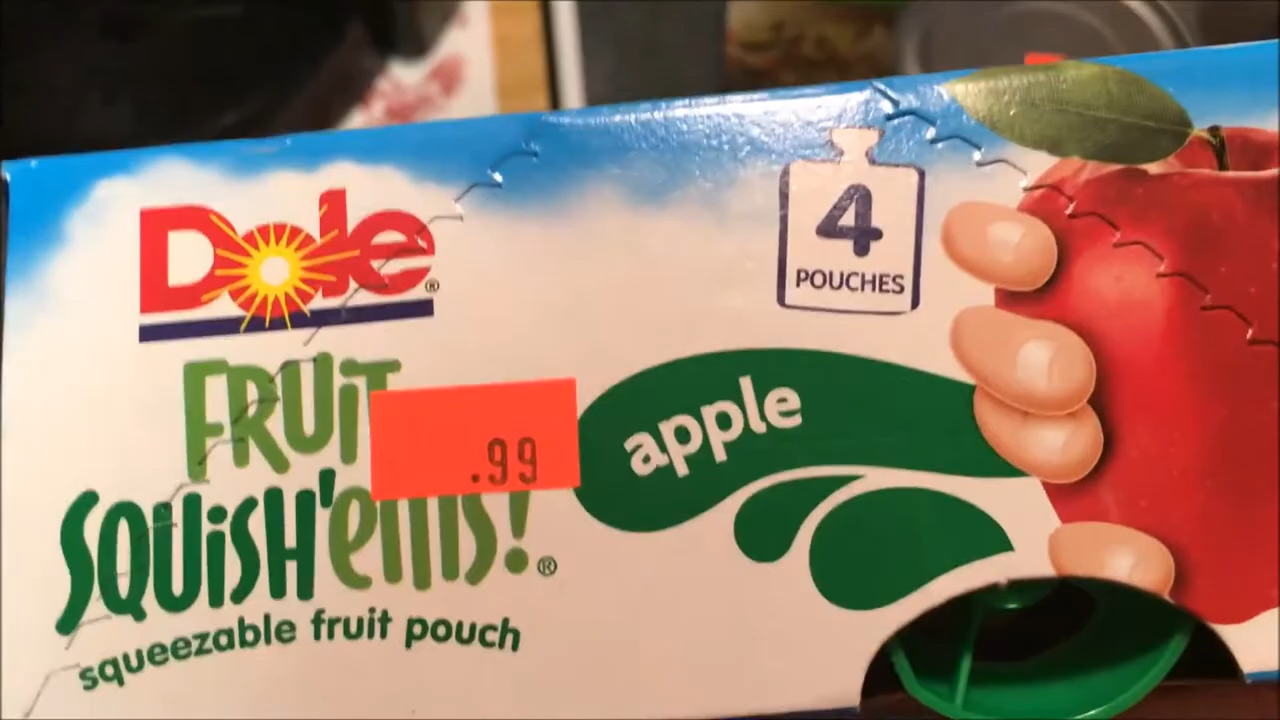 Dole®
4
POUCHES
FRUiT
.99
apple
SQUiSH'ems!®
squeezable fruit pouch